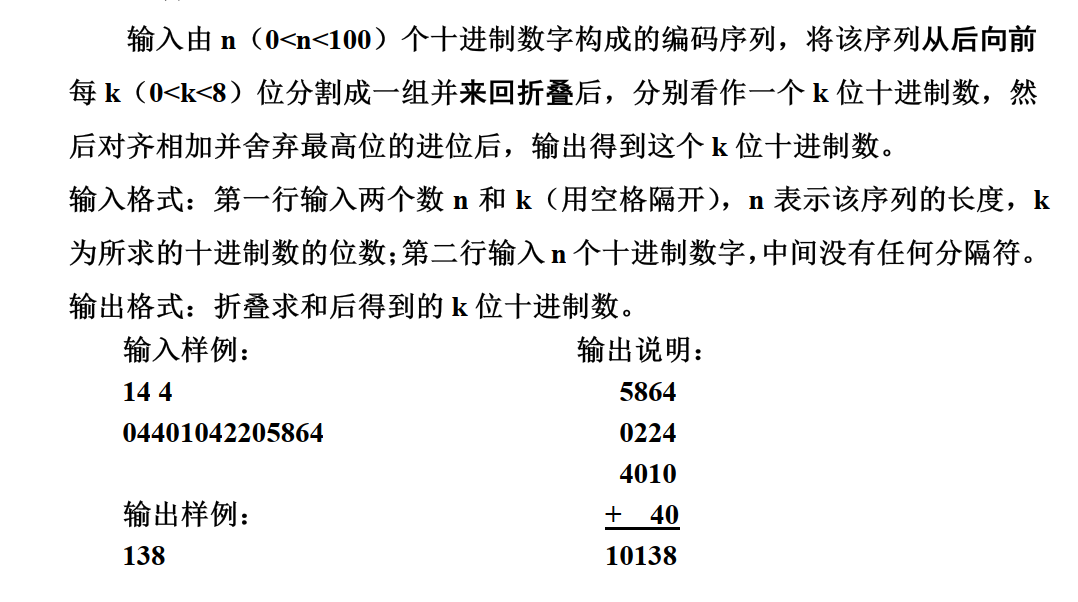 输入由 n（0<n<100）个十进制数字构成的编码序列，将该序列从后向前
每 k（0<k<8）位分割成一组并来回折叠后，分别看作一个 k 位十进制数，然
后对齐相加并舍弃最高位的进位后，输出得到这个 k 位十进制数。
输入格式：第一行输入两个数 n 和 k（用空格隔开），n 表示该序列的长度，k
为所求的十进制数的位数；第二行输入 n 个十进制数字，中间没有任何分隔符。
输出格式：折叠求和后得到的 k 位十进制数。
输入样例：
14 4
04401042205864
输出样例：
138
输出说明：
5864
0224
4010
+ 40
10138